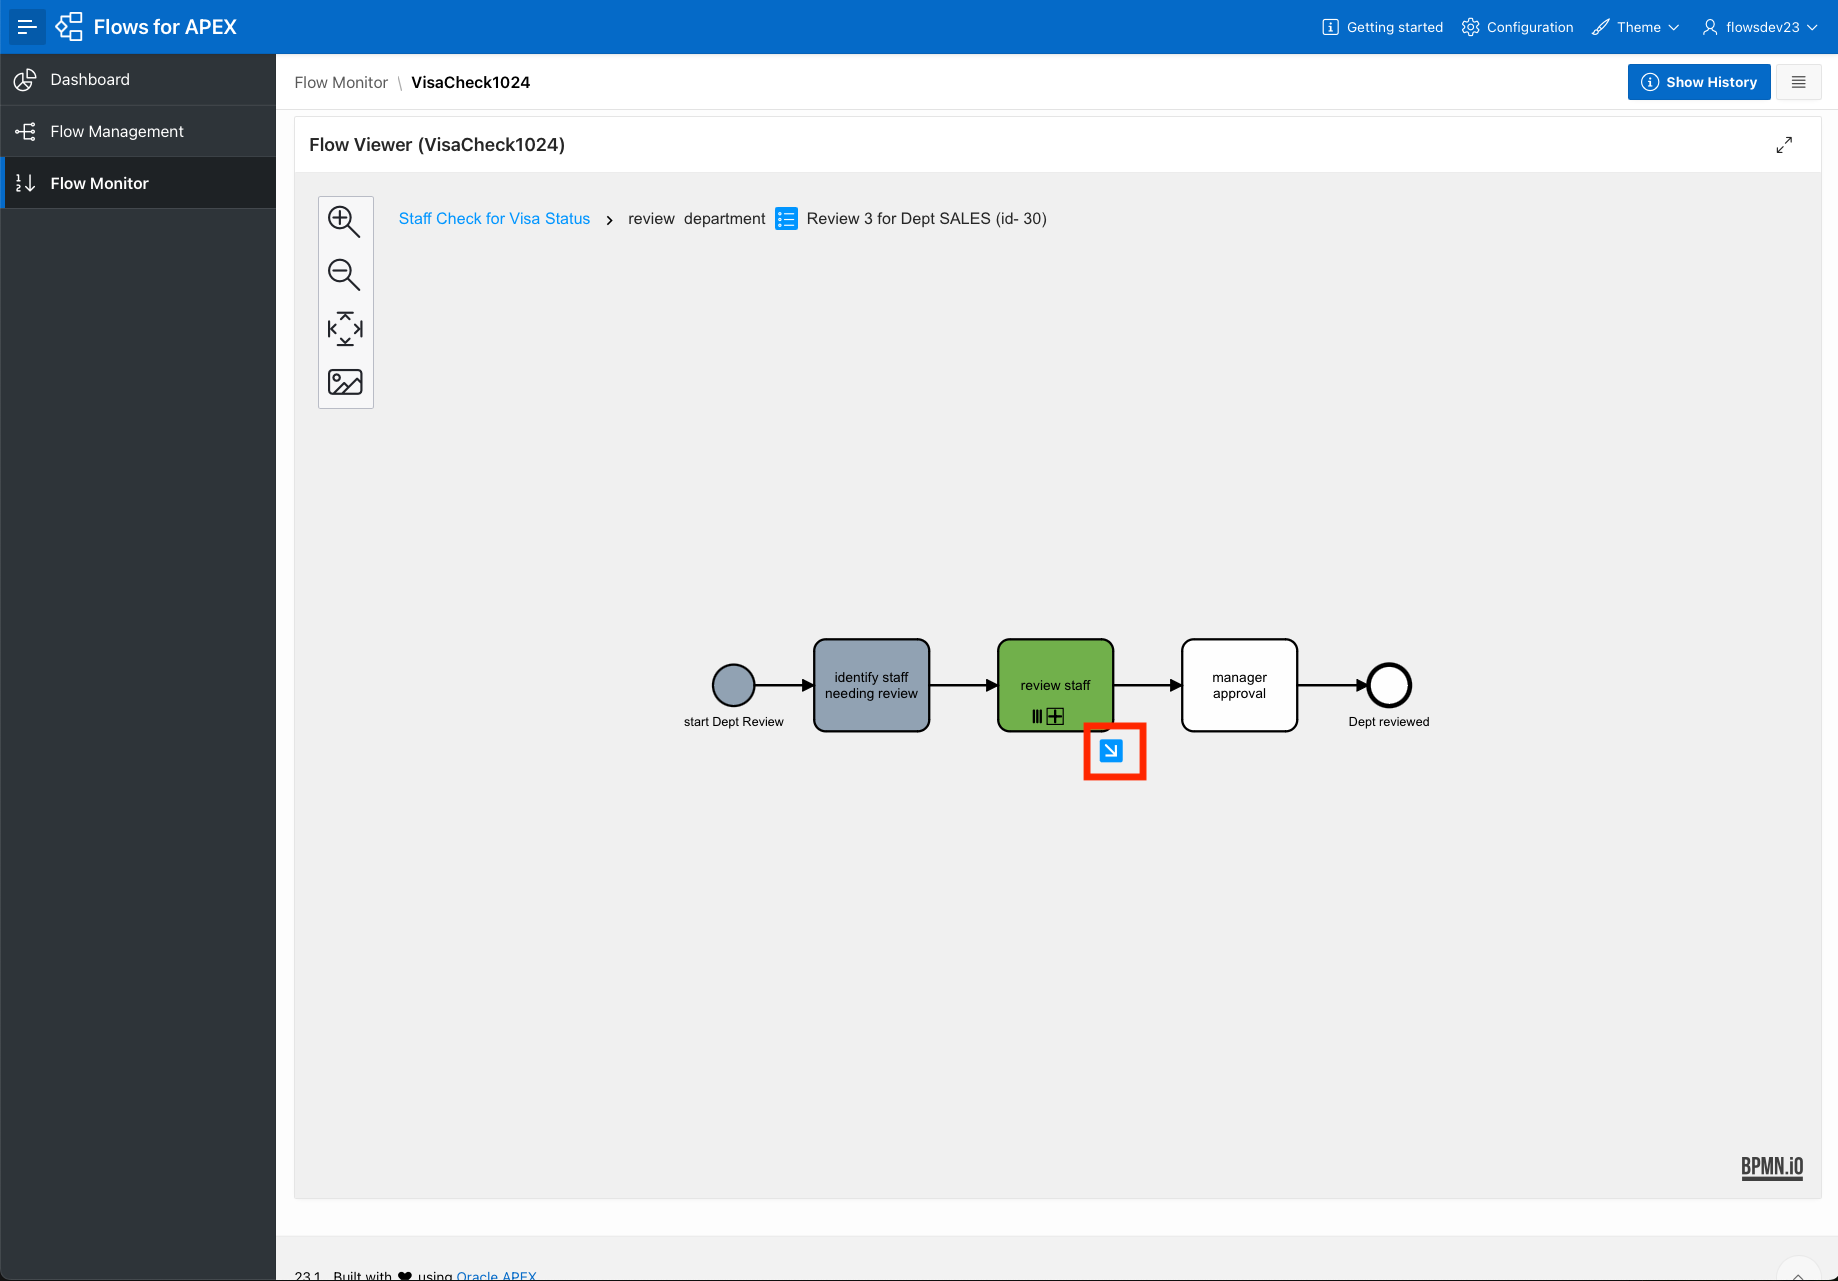 Flows for APEX
Getting started
Configuration
Theme
flowsdev23
Dashboard
Flow Management
Flow Monitor
Flow Monitor \ VisaCheck1024
Show History
Flow Viewer (VisaCheck1024)
Staff Check for Visa Status > review department Review 3 for Dept SALES (id- 30)
start Dept Review
identify staff
needing review
review staff
manager
approval
Dept reviewed
BPMN.iO
23.1 Built with ♥ using Oracle APEX